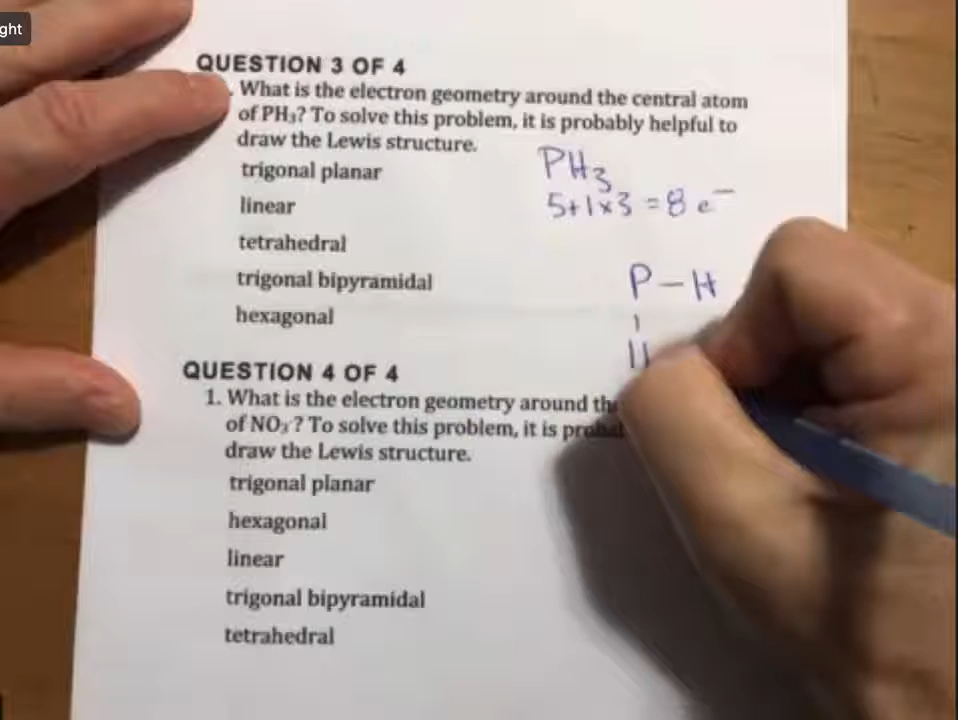 ght
QUESTION 3 OF 4
What is the electron geometry around the central atom
of PH₃? To solve this problem, it is probably helpful to
draw the Lewis structure.
trigonal planar
linear
tetrahedral
trigonal bipyramidal
hexagonal
PH₃
5+1×3 = 8 e⁻
P – H
QUESTION 4 OF 4
1. What is the electron geometry around
of NO₃⁻? To solve this problem, it is
draw the Lewis structure.
trigonal planar
hexagonal
linear
trigonal bipyramidal
tetrahedral